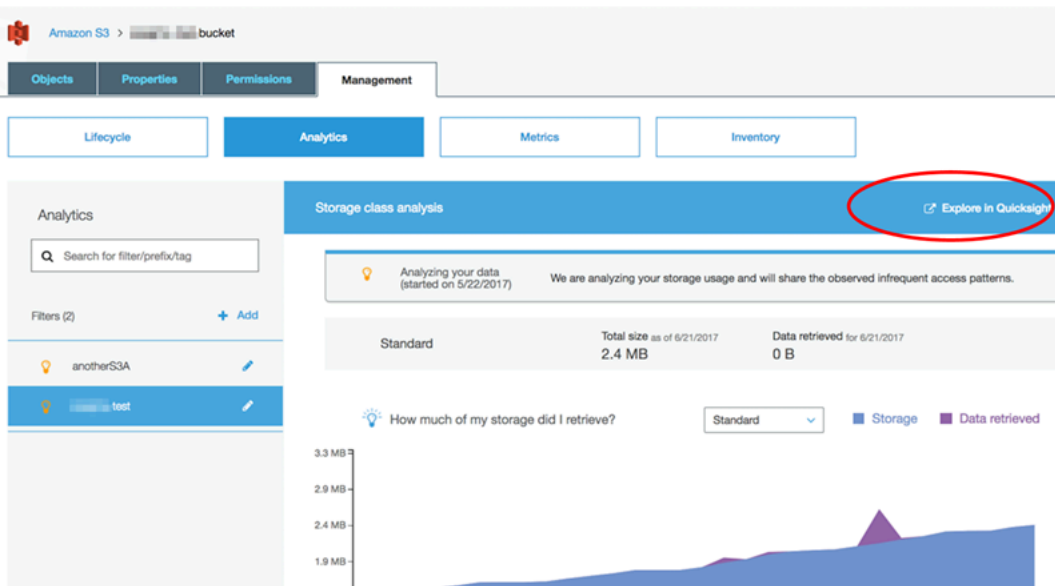 Amazon S3 > bucket
Objects Properties Permissions Management
Lifecycle Analytics Metrics Inventory
Analytics
Search for filter/prefix/tag
Filters (2) + Add
anotherS3A
test
Storage class analysis Explore in Quicksight
Analyzing your data
(started on 5/22/2017)
We are analyzing your storage usage and will share the observed infrequent access patterns.
Standard
Total size as of 6/21/2017
2.4 MB
Data retrieved for 6/21/2017
0 B
How much of my storage did I retrieve? Standard Storage Data retrieved
3.3 MB
2.9 MB
2.4 MB
1.9 MB